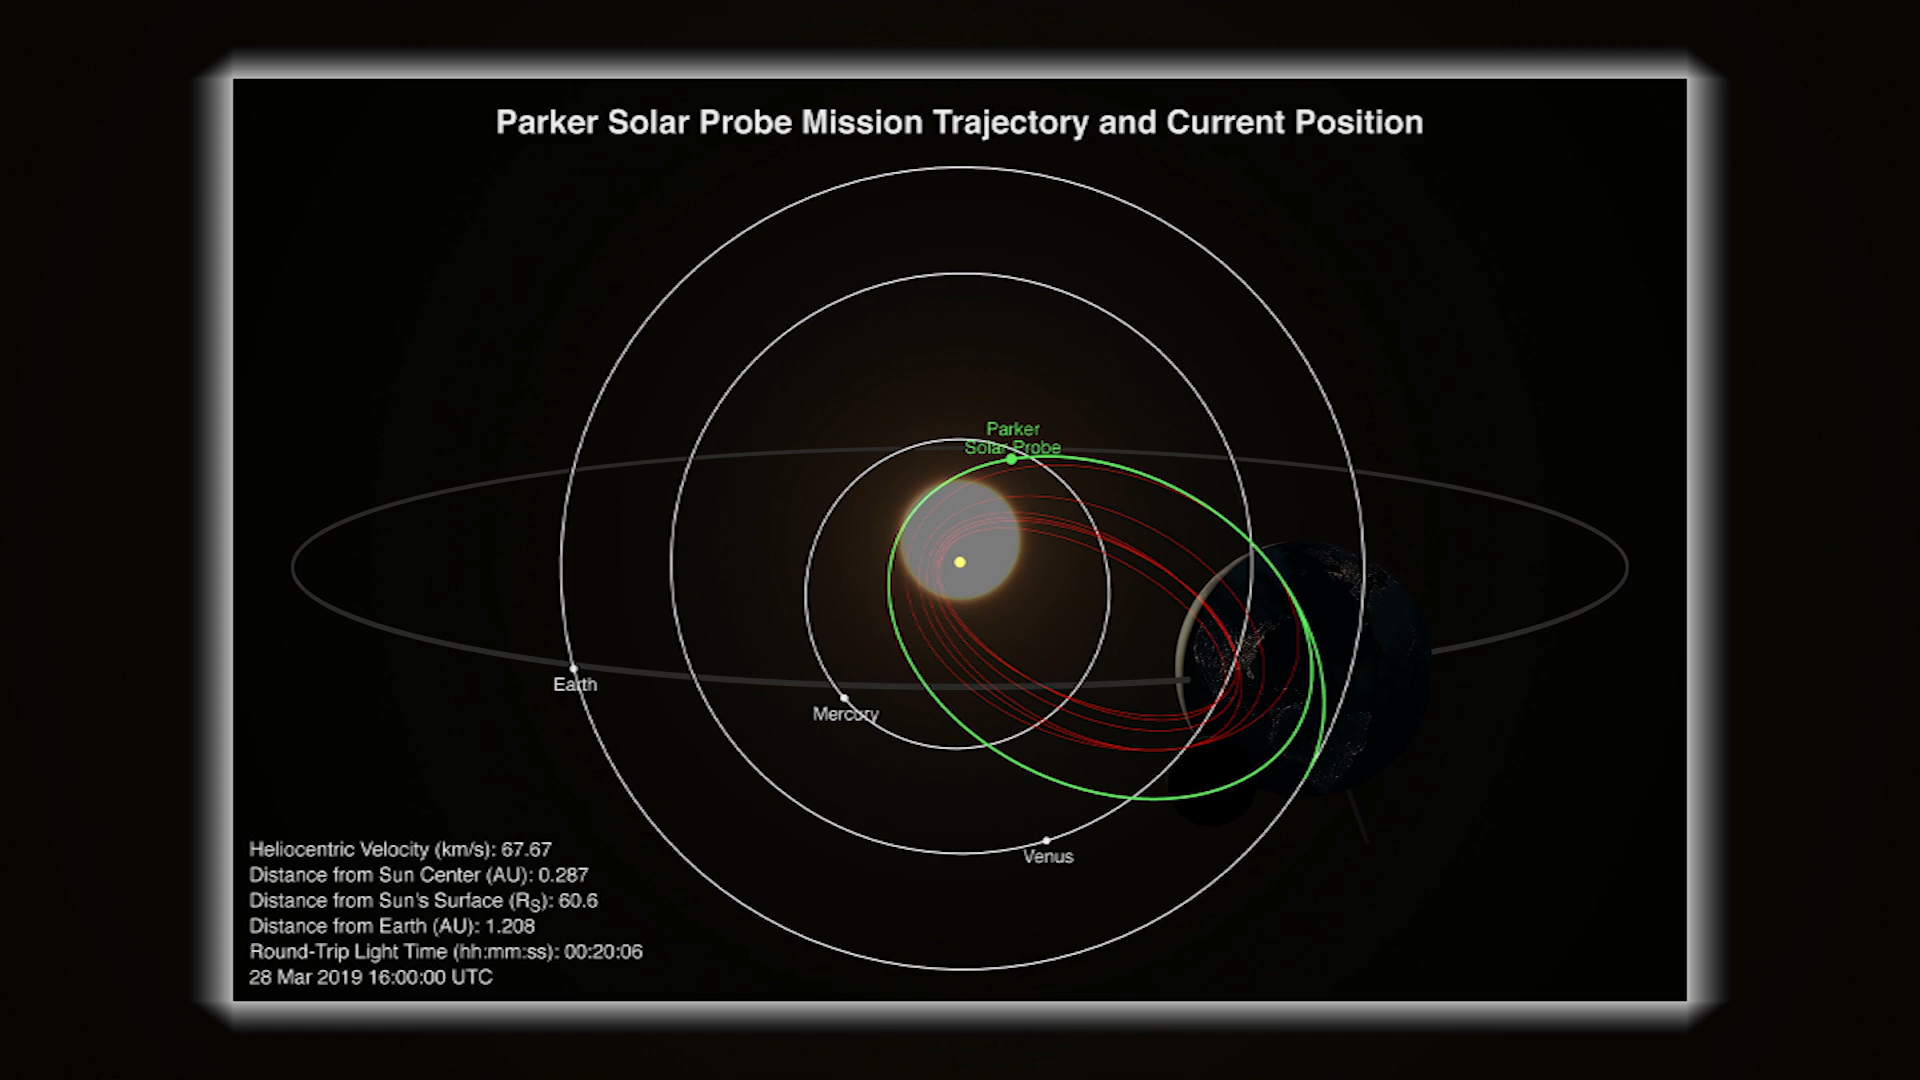 Parker Solar Probe Mission Trajectory and Current Position
Parker
Solar Probe
Earth
Mercury
Venus
Heliocentric Velocity (km/s): 67.67
Distance from Sun Center (AU): 0.287
Distance from Sun's Surface (RS): 60.6
Distance from Earth (AU): 1.208
Round-Trip Light Time (hh:mm:ss): 00:20:06
28 Mar 2019 16:00:00 UTC